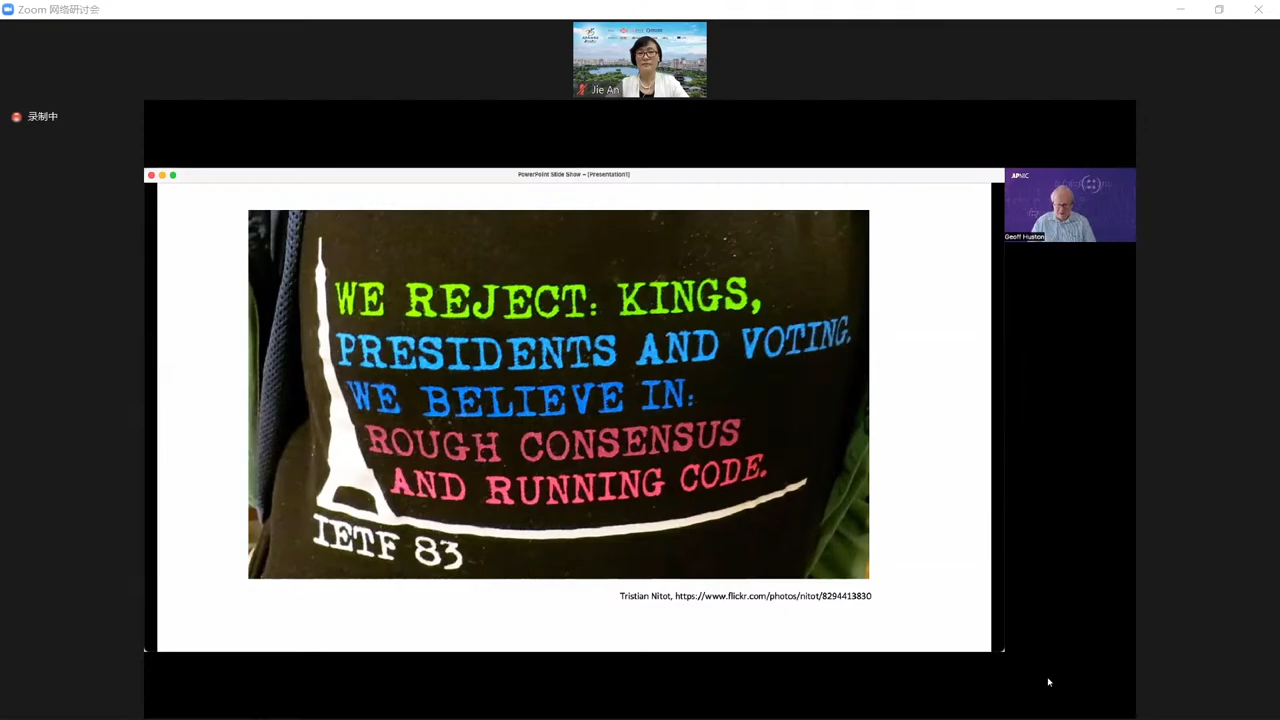 Zoom 网络研讨会
Jie An
录制中
PowerPoint Slide Show – [Presentation1]
APNIC
Geoff Huston
WE REJECT: KINGS,
PRESIDENTS AND VOTING.
WE BELIEVE IN:
ROUGH CONSENSUS
AND RUNNING CODE.
IETF 83
Tristian Nitot, https://www.flickr.com/photos/nitot/8294413830